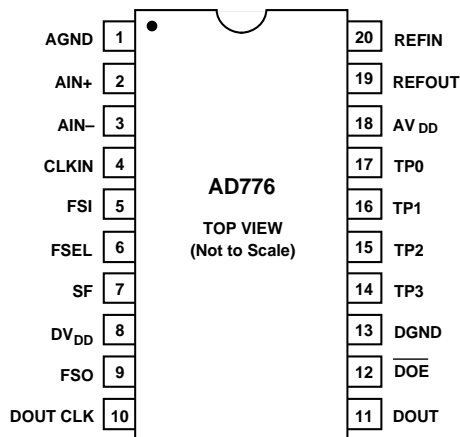 AGND 1 20 REFIN
AIN+ 2 19 REFOUT
AIN– 3 18 AV DD
CLKIN 4 17 TP0
AD776
FSI 5 16 TP1
TOP VIEW
FSEL 6 (Not to Scale) 15 TP2
SF 7 14 TP3
DVDD 8 13 DGND
FSO 9 12 DOE
DOUT CLK 10 11 DOUT